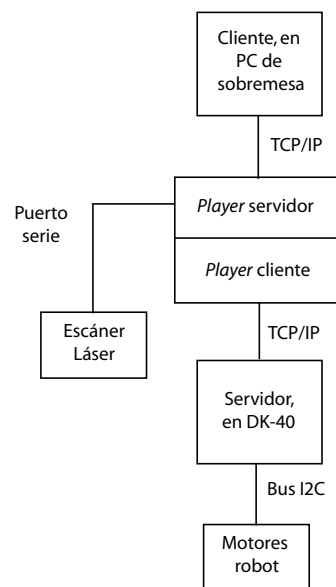 Cliente, en
PC de
sobremesa
TCP/IP
Player servidor
Puerto
serie
Player cliente
Escáner
Láser
TCP/IP
Servidor,
en DK-40
Bus I2C
Motores
robot